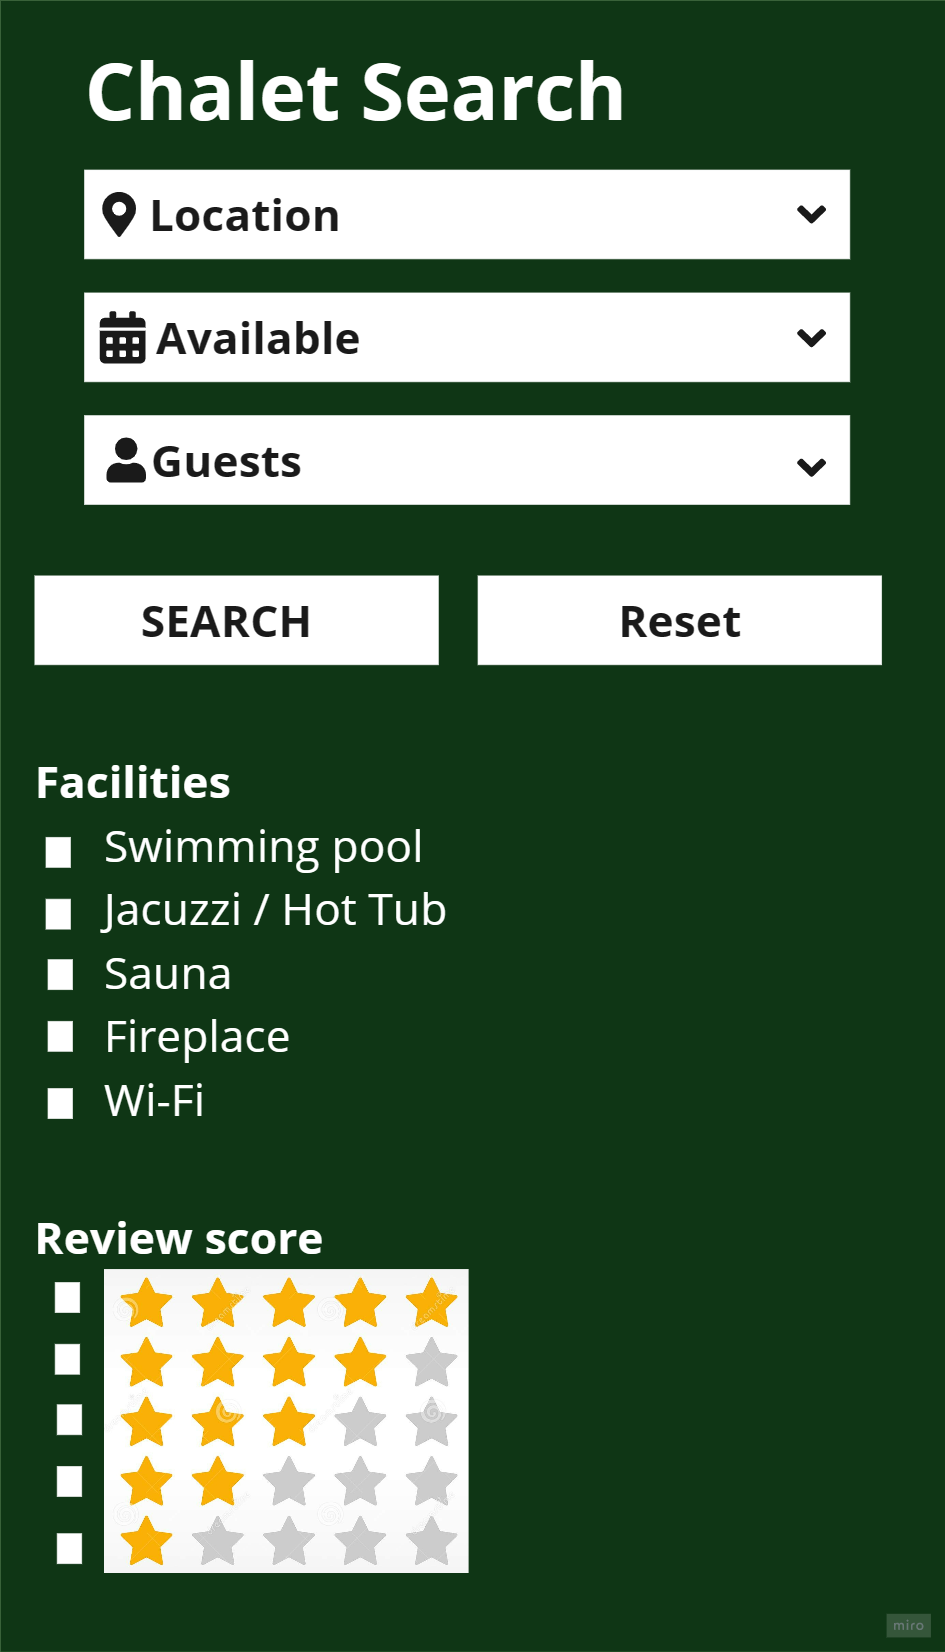 Chalet Search
Location
Available
Guests
SEARCH
Reset
Facilities
Swimming pool
Jacuzzi / Hot Tub
Sauna
Fireplace
Wi-Fi
Review score
miro